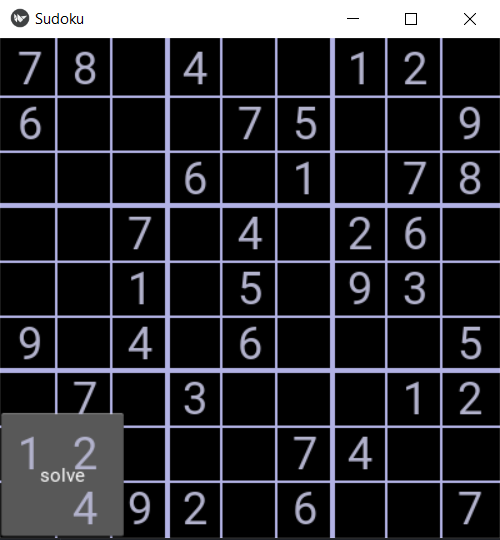 Sudoku
7 8 4 1 2
6 7 5 9
6 1 7 8
7 4 2 6
1 5 9 3
9 4 6 5
7 3 1 2
1 2 7 4
solve
4 9 2 6 7